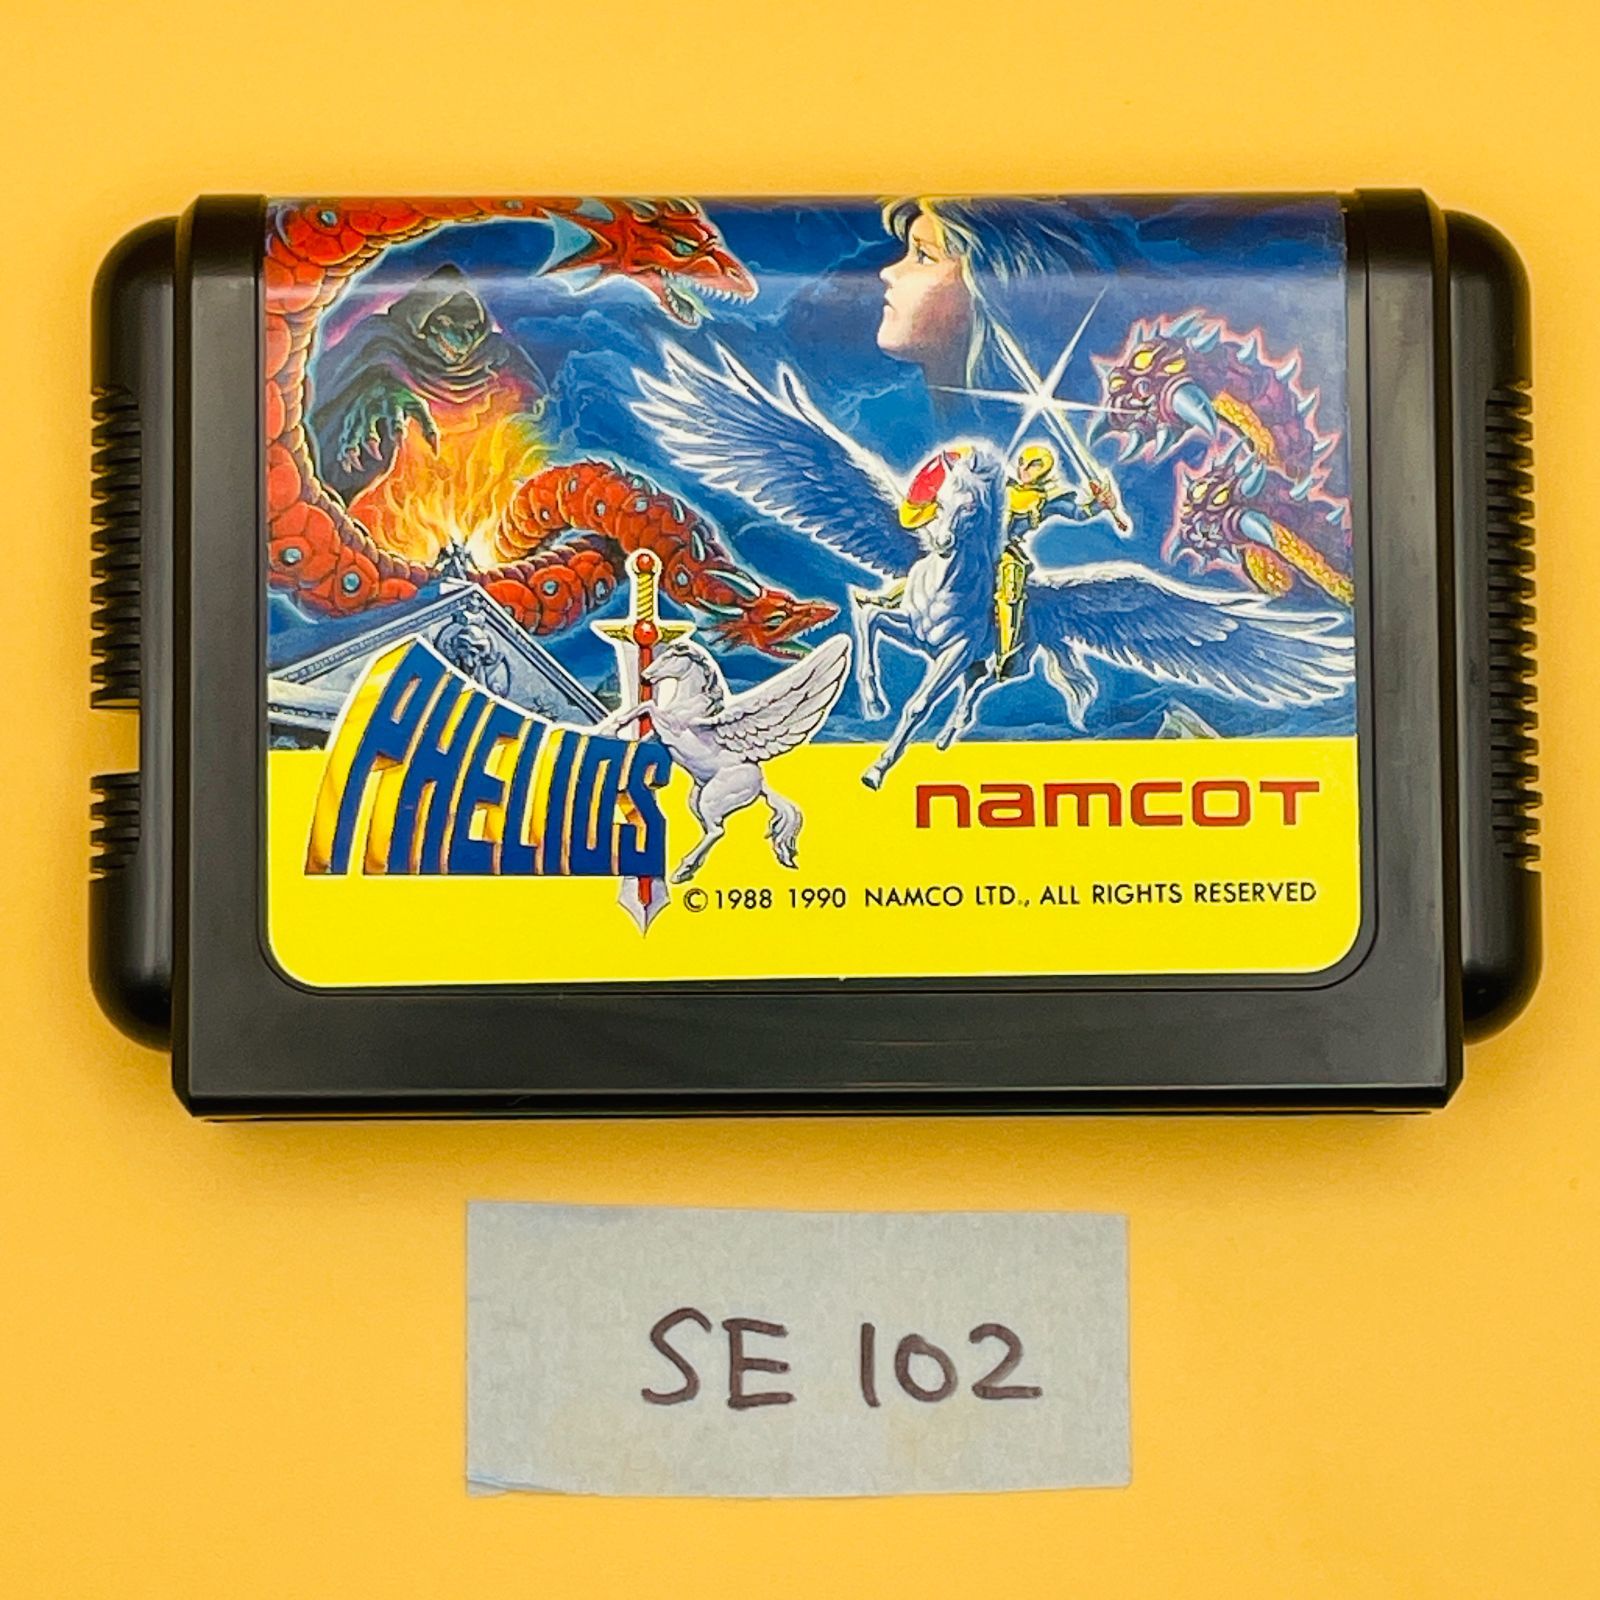 PHELIOS
namcot
© 1988 1990 NAMCO LTD., ALL RIGHTS RESERVED
SE 102